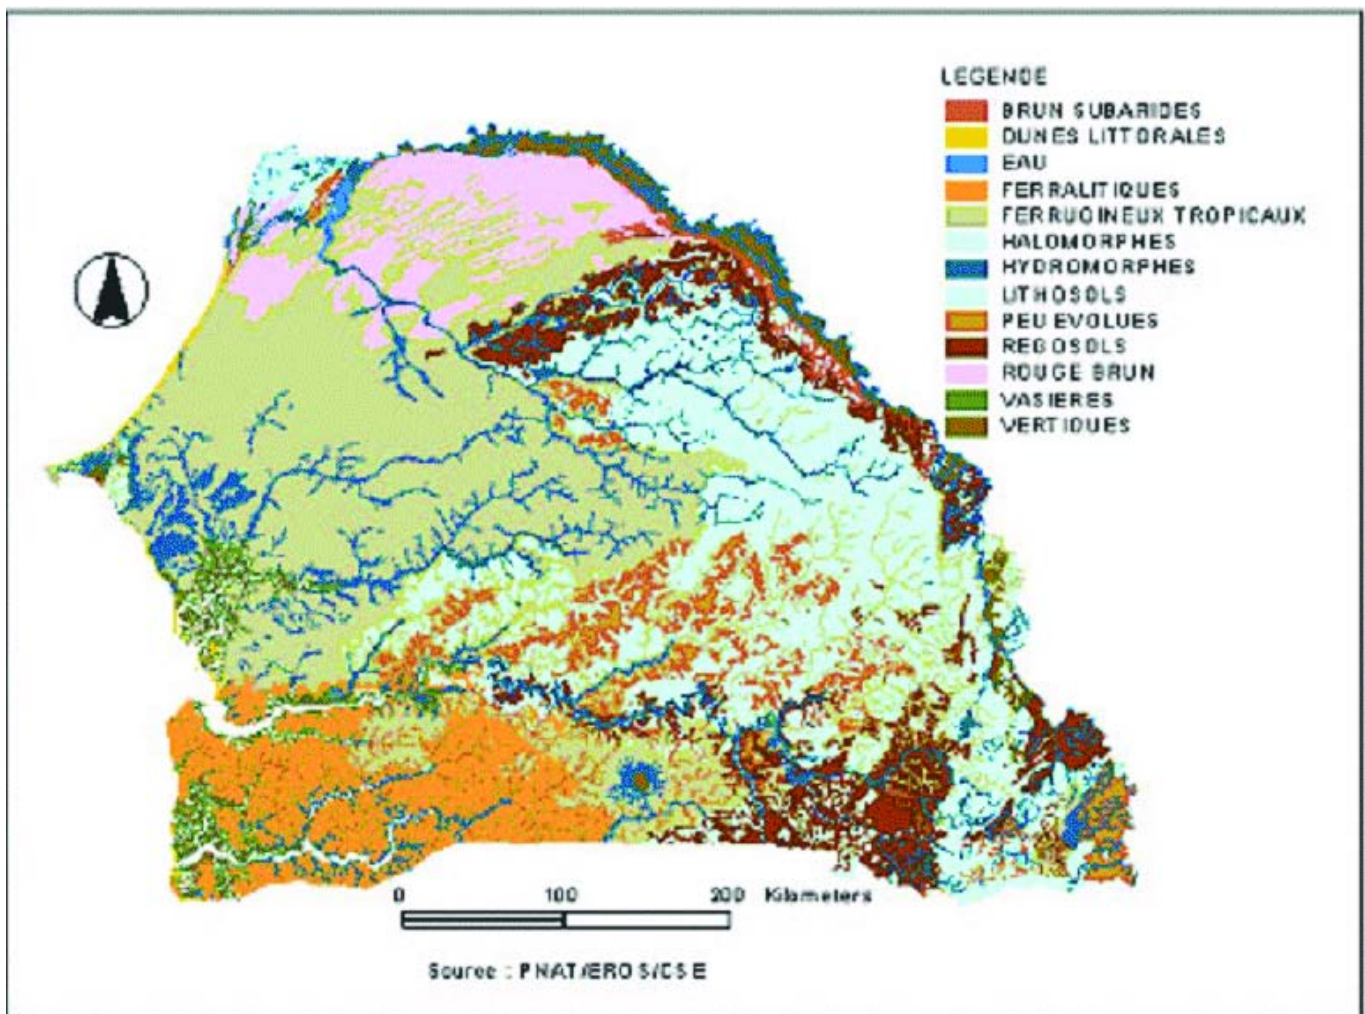 LEGENDE
BRUN SUBARIDES
DUNES LITTORALES
EAU
FERRALITIQUES
FERRUGINEUX TROPICAUX
HALOMORPHES
HYDROMORPHES
LITHOSOLS
PEU EVOLUES
REGOSOLS
ROUGE BRUN
VASIERES
VERTIQUES
0 100 200 Kilometers
Source : PNAT/EROS/CSE